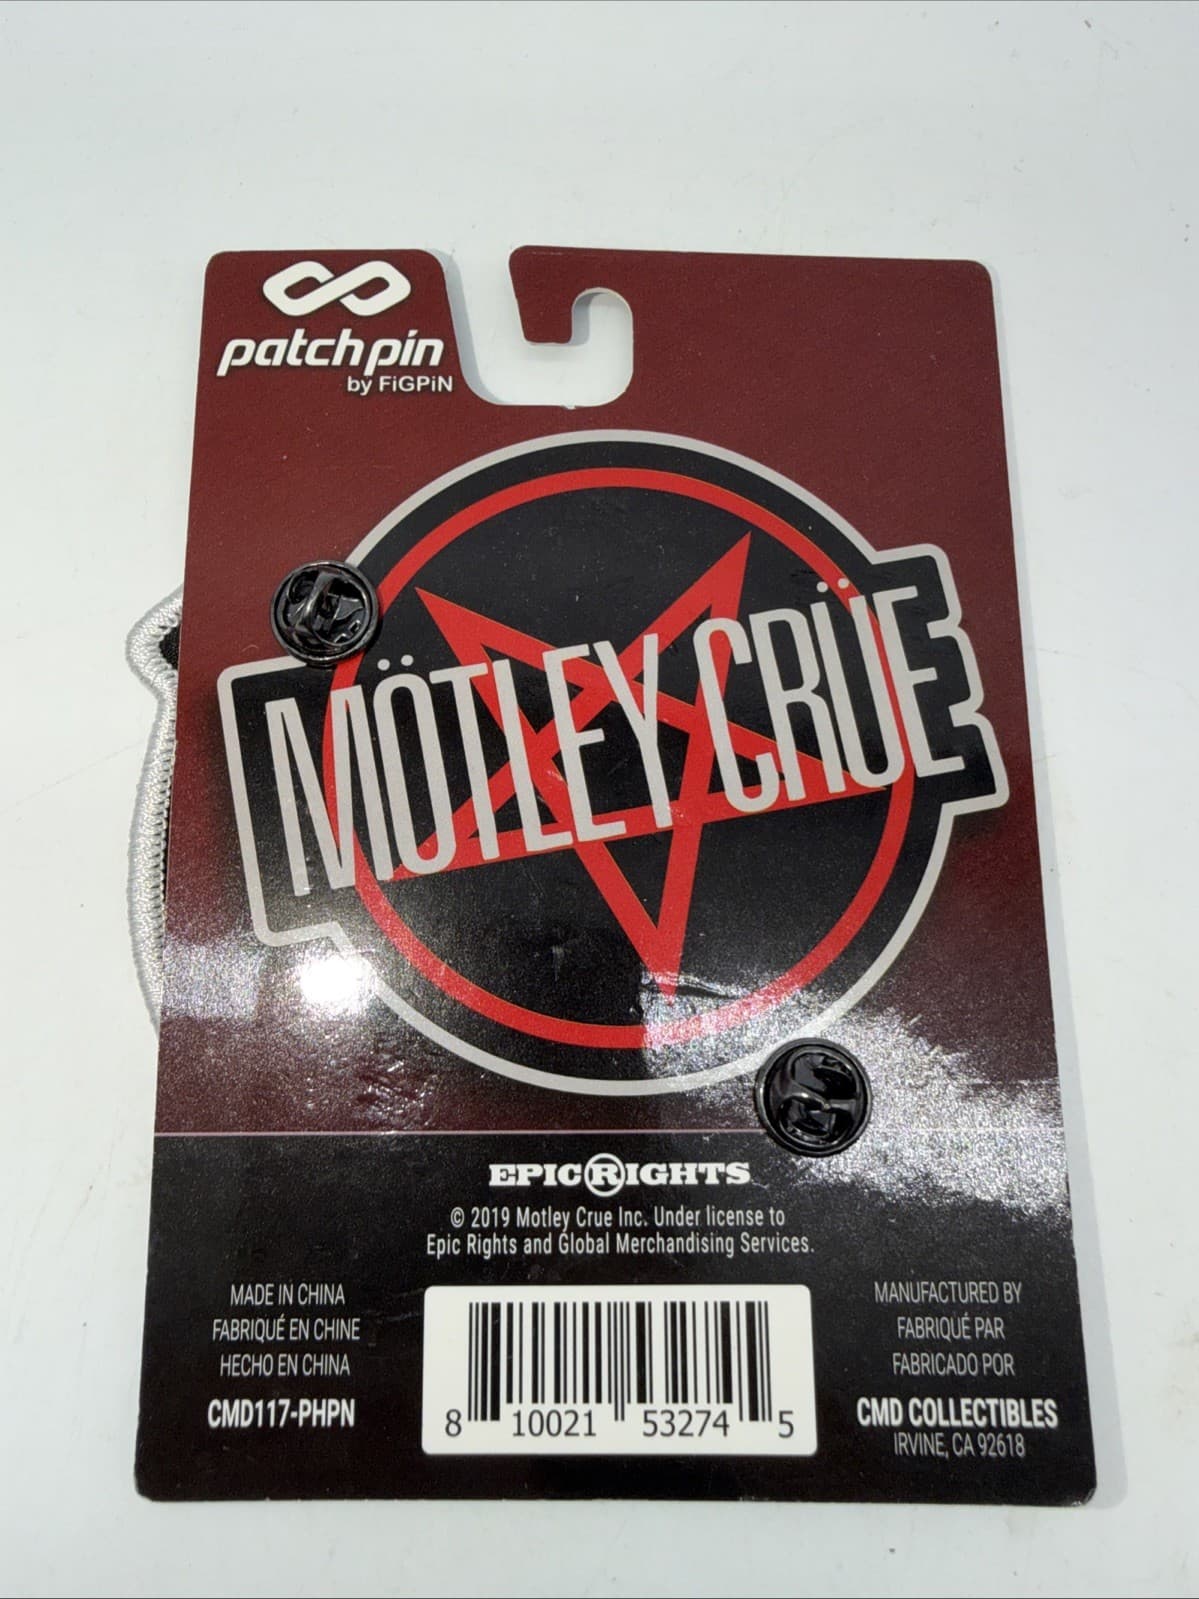 patchpin
by FiGPiN
MÖTLEY CRÜE
EPIC RIGHTS
© 2019 Motley Crue Inc. Under license to
Epic Rights and Global Merchandising Services.
MADE IN CHINA
FABRIQUÉ EN CHINE
HECHO EN CHINA
CMD117-PHPN
8 10021 53274 5
MANUFACTURED BY
FABRIQUÉ PAR
FABRICADO POR
CMD COLLECTIBLES
IRVINE, CA 92618